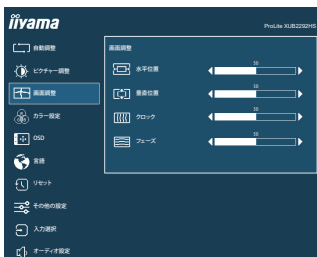 iiyama
ProLite XUB2292HS
自動調整
ピクチャー調整
画面調整
カラー設定
OSD
言語
リセット
その他の設定
入力選択
オーディオ設定
画面調整
水平位置
50
垂直位置
50
クロック
50
フェーズ
50